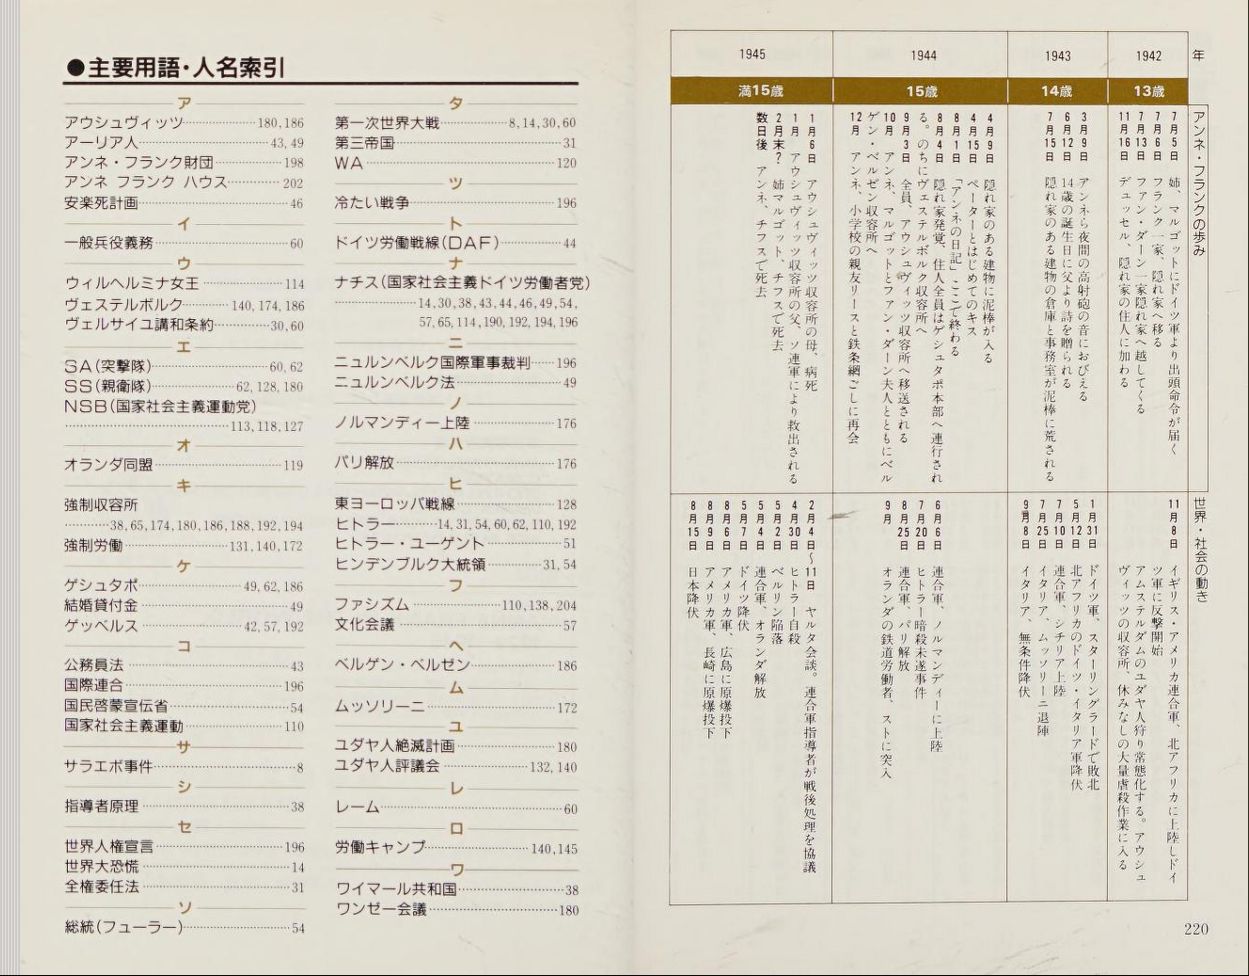 ●主要用語・人名索引
ア
アウシュヴィッツ 180,186
アーリア人 43,49
アンネ・フランク財団 198
アンネ フランク ハウス 202
安楽死計画 46
イ
一般兵役義務 60
ウ
ウィルヘルミナ女王 114
ヴェステルボルク 140,174,186
ヴェルサイユ講和条約 30,60
エ
SA(突撃隊) 60,62
SS(親衛隊) 62,128,180
NSB(国家社会主義運動党)
113,118,127
オ
オランダ同盟 119
キ
強制収容所
38,65,174,180,186,188,192,194
強制労働 131,140,172
ケ
ゲシュタポ 49,62,186
結婚貸付金 49
ゲッベルス 42,57,192
コ
公務員法 43
国際連合 196
国民啓蒙宣伝省 54
国家社会主義運動 110
サ
サラエボ事件 8
シ
指導者原理 38
セ
世界人権宣言 196
世界大恐慌 14
全権委任法 31
ソ
総統(フューラー) 54
タ
第一次世界大戦 8,14,30,60
第三帝国 31
WA 120
ツ
冷たい戦争 196
ト
ドイツ労働戦線(DAF) 44
ナ
ナチス(国家社会主義ドイツ労働者党)
14,30,38,43,44,46,49,54,
57,65,114,190,192,194,196
ニ
ニュルンベルク国際軍事裁判 196
ニュルンベルク法 49
ノ
ノルマンディー上陸 176
ハ
パリ解放 176
ヒ
東ヨーロッパ戦線 128
ヒトラー 14,31,54,60,62,110,192
ヒトラー・ユーゲント 51
ヒンデンブルク大統領 31,54
フ
ファシズム 110,138,204
文化会議 57
ヘ
ベルゲン・ベルゼン 186
ム
ムッソリーニ 172
ユ
ユダヤ人絶滅計画 180
ユダヤ人評議会 132,140
レ
レーム 60
ロ
労働キャンプ 140,145
ワ
ワイマール共和国 38
ワンゼー会議 180
年
1942
13歳
アンネ・フランクの歩み
7月5日 姉、マルゴットにドイツ軍より出頭命令が届く
7月6日 フランク一家、隠れ家へ移る
7月13日 ファン・ダーン一家隠れ家へ越してくる
11月16日 デュッセル、隠れ家の住人に加わる
世界・社会の動き
11月8日 イギリス・アメリカ連合軍、北アフリカに上陸しドイ
ツ軍に反撃開始
アムステルダムのユダヤ人狩り常態化する。アウシュ
ヴィッツの収容所、休みなしの大量虐殺作業に入る
1943
14歳
3月9日 アンネら夜間の高射砲の音におびえる
6月12日 14歳の誕生日に父より詩を贈られる
7月15日 隠れ家のある建物の倉庫と事務室が泥棒に荒される
1月31日 ドイツ軍、スターリングラードで敗北
5月12日 北アフリカのドイツ・イタリア軍降伏
7月10日 連合軍、シチリア上陸
7月25日 イタリア、ムッソリーニ退陣
9月8日 イタリア、無条件降伏
1944
15歳
4月9日 隠れ家のある建物に泥棒が入る
4月15日 ペーターとはじめてのキス
8月1日 「アンネの日記」ここで終わる
8月4日 隠れ家発覚、住人全員はゲシュタポ本部へ連行され
る。のちにヴェステルボルク収容所へ
9月3日 全員、アウシュヴィッツ収容所へ移送される
10月 アンネ、マルゴットとファン・ダーン夫人とともにベル
ゲン・ベルゼン収容所へ
12月 アンネ、小学校の親友リースと鉄条網ごしに再会
6月6日 連合軍、ノルマンディーに上陸
7月20日 ヒトラー暗殺未遂事件
8月25日 連合軍、パリ解放
9月 オランダの鉄道労働者、ストに突入
1945
満15歳
1月6日 アウシュヴィッツ収容所の母、病死
1月 アウシュヴィッツ収容所の父、ソ連軍により救出される
2月末? 姉マルゴット、チフスで死去
数日後 アンネ、チフスで死去
2月4日〜11日 ヤルタ会談。連合軍指導者が戦後処理を協議
4月30日 ヒトラー自殺
5月2日 ベルリン陥落
5月4日 連合軍、オランダ解放
5月7日 ドイツ降伏
8月6日 アメリカ軍、広島に原爆投下
8月9日 アメリカ軍、長崎に原爆投下
8月15日 日本降伏
220